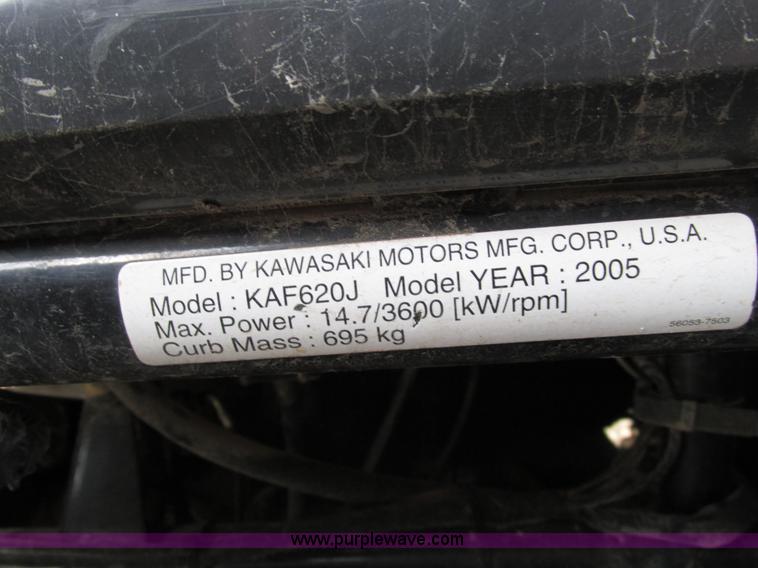 MFD. BY KAWASAKI MOTORS MFG. CORP., U.S.A.
Model : KAF620J Model YEAR : 2005
Max. Power : 14.7/3600 [kW/rpm]
Curb Mass : 695 kg
56053-7503
www.purplewave.com